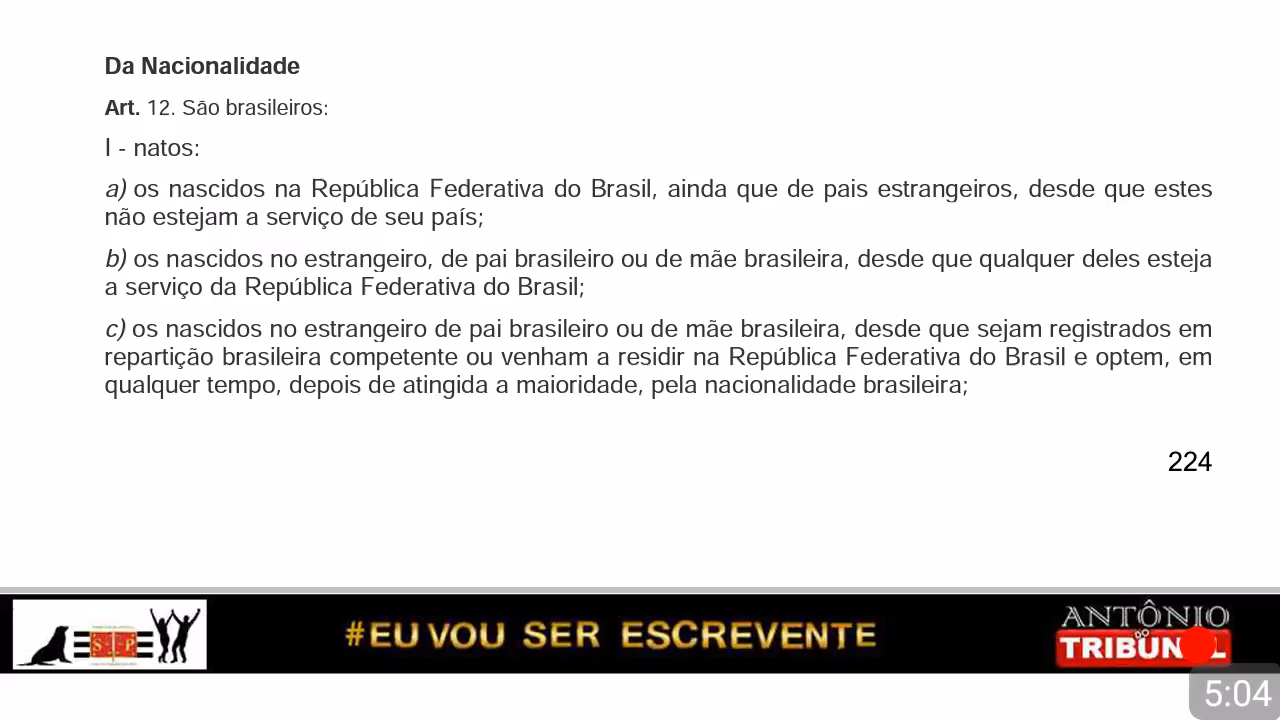 Da Nacionalidade
Art. 12. São brasileiros:
I - natos:
a) os nascidos na República Federativa do Brasil, ainda que de pais estrangeiros, desde que estes
não estejam a serviço de seu país;
b) os nascidos no estrangeiro, de pai brasileiro ou de mãe brasileira, desde que qualquer deles esteja
a serviço da República Federativa do Brasil;
c) os nascidos no estrangeiro de pai brasileiro ou de mãe brasileira, desde que sejam registrados em
repartição brasileira competente ou venham a residir na República Federativa do Brasil e optem, em
qualquer tempo, depois de atingida a maioridade, pela nacionalidade brasileira;
224
S P
#EU VOU SER ESCREVENTE
ANTÔNIO
DO
5:04